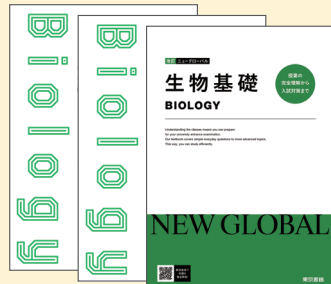 Biology
Biology
改訂 ニューグローバル
生物基礎
BIOLOGY
授業の
完全理解から
入試対策まで
Understanding the classes means you can prepare
for your university entrance examination.
Our textbook covers simple everyday questions to more advanced topics.
This way, you can study efficiently.
NEW GLOBAL
東京書籍